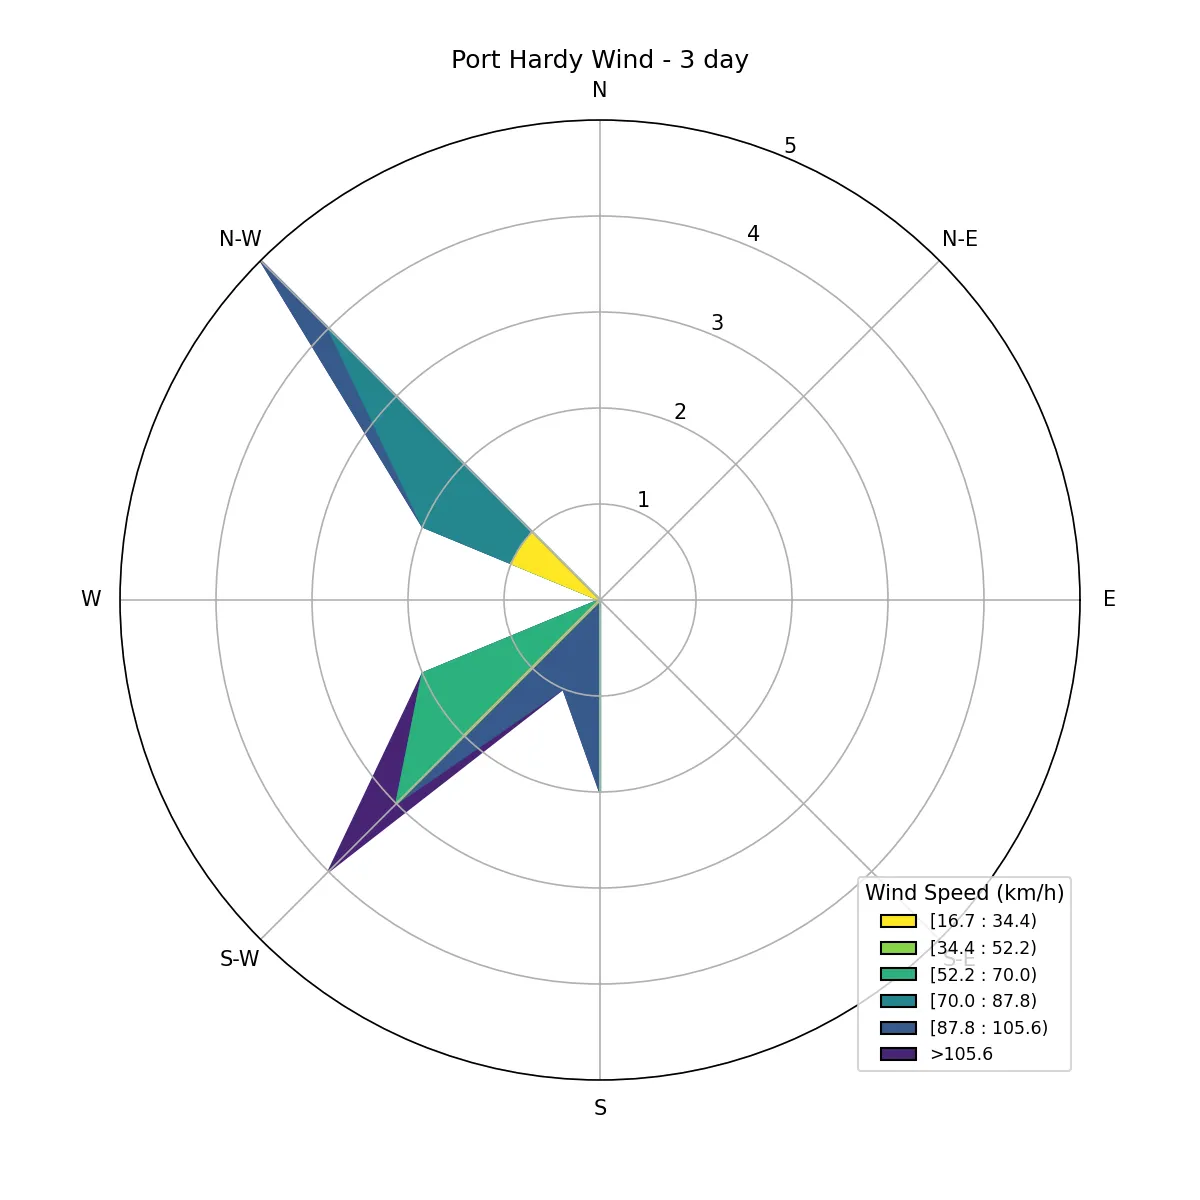 Port Hardy Wind - 3 day
N
5
N-W
4
N-E
3
2
1
W
E
Wind Speed (km/h)
[16.7 : 34.4)
[34.4 : 52.2)
S-W
S-E
[52.2 : 70.0)
[70.0 : 87.8)
[87.8 : 105.6)
>105.6
S